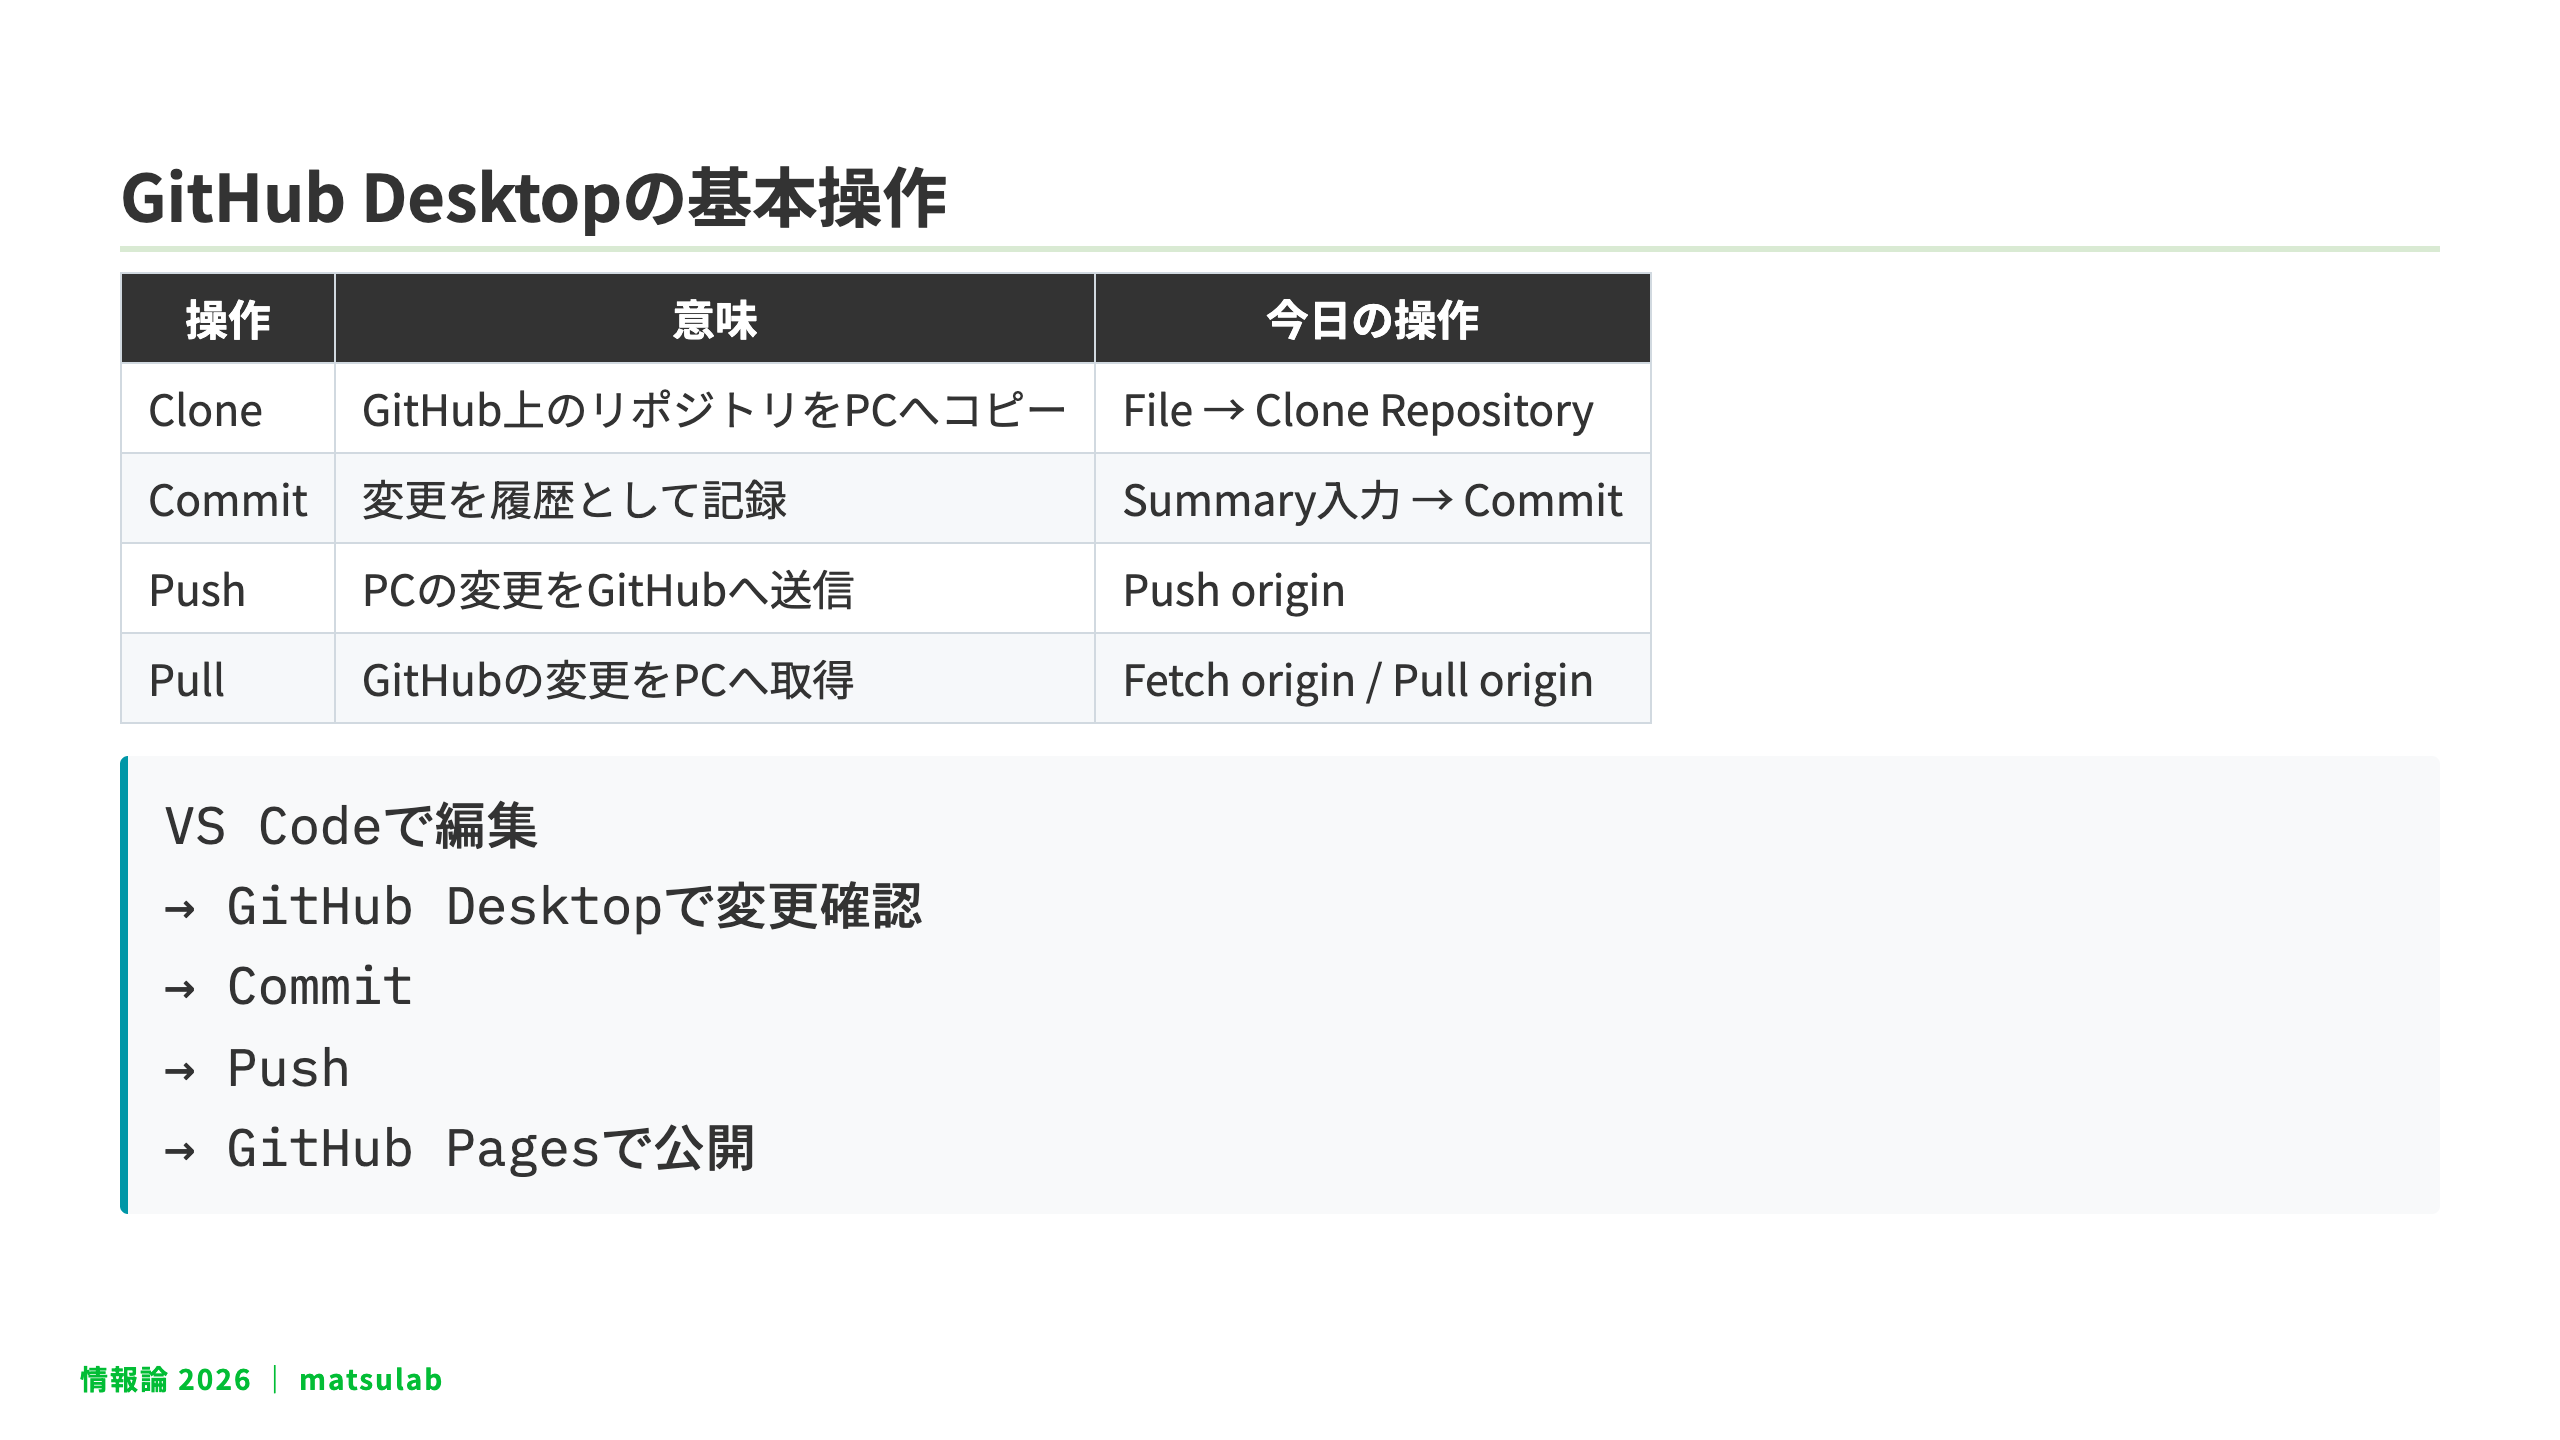 GitHub Desktopの基本操作
操作 意味 今日の操作
Clone GitHub上のリポジトリをPCへコピー File → Clone Repository
Commit 変更を履歴として記録 Summary入力 → Commit
Push PCの変更をGitHubへ送信 Push origin
Pull GitHubの変更をPCへ取得 Fetch origin / Pull origin
VS Codeで編集
→ GitHub Desktopで変更確認
→ Commit
→ Push
→ GitHub Pagesで公開
情報論 2026 ｜ matsulab